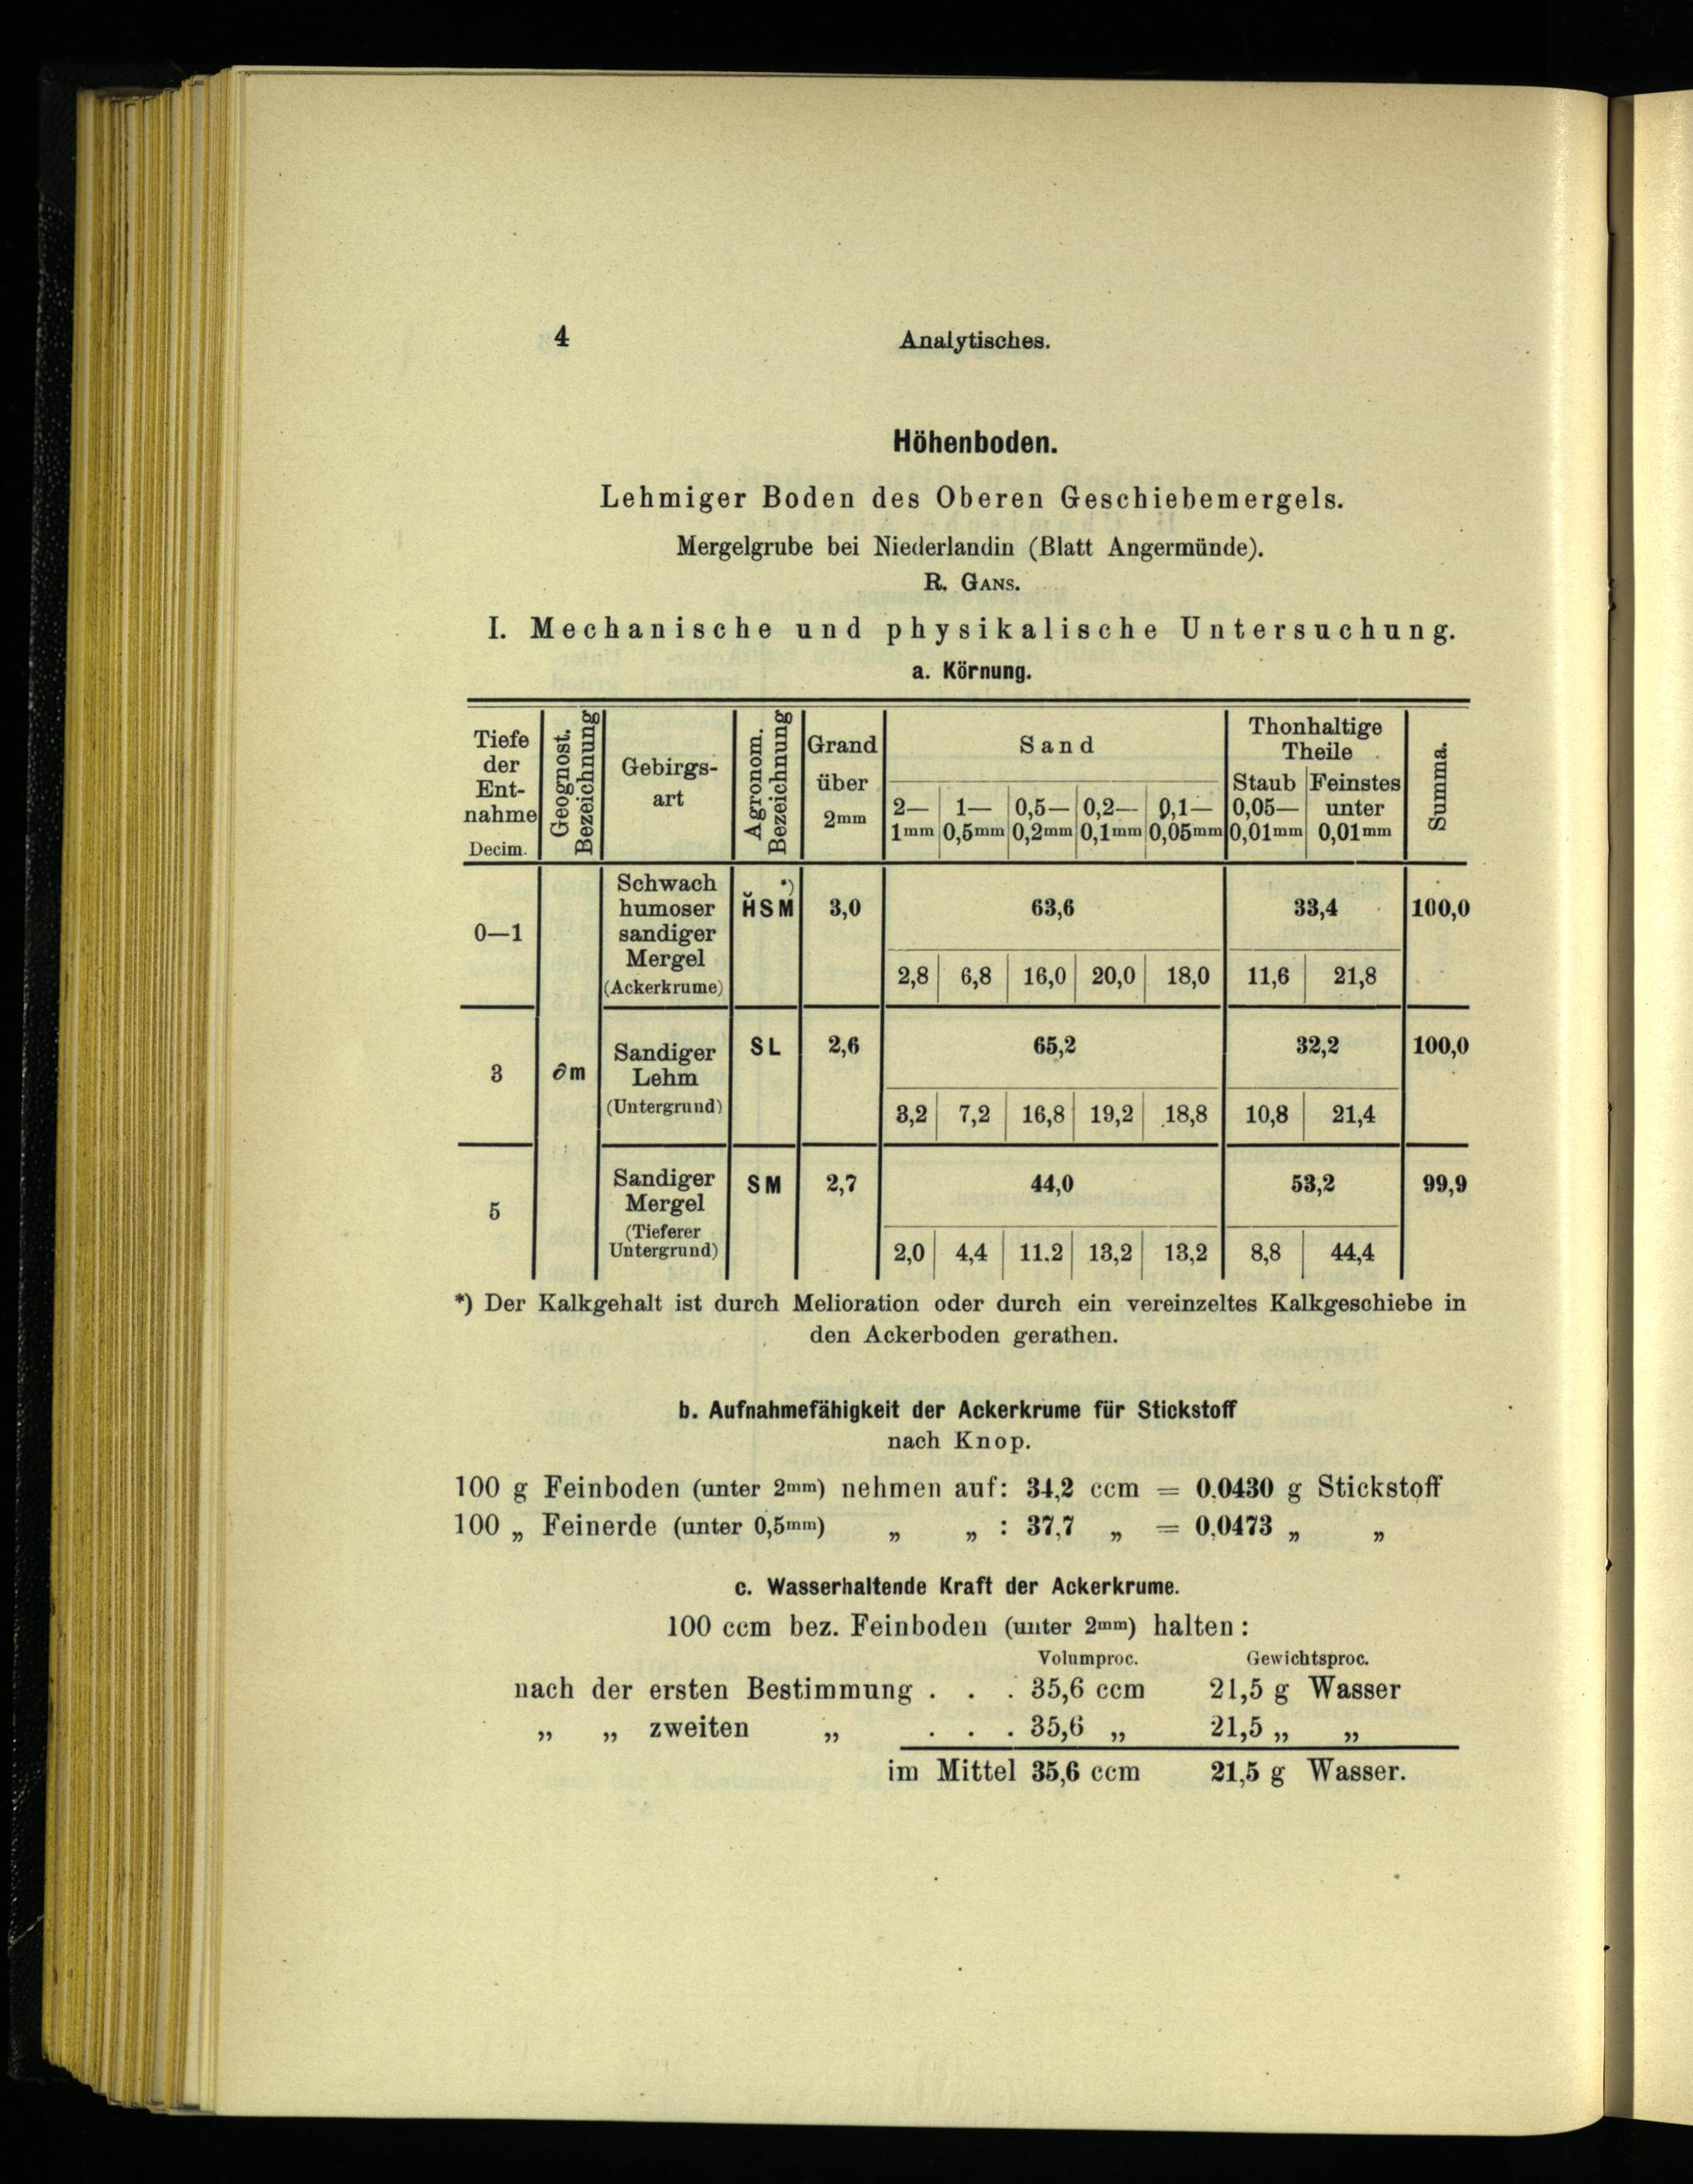 4 Analytisches.
Höhenboden.
Lehmiger Boden des Oberen Geschiebemergels.
Mergelgrube bei Niederlandin (Blatt Angermünde).
R. GANS.
I. Mechanische und physikalische Untersuchung.
a. Körnung.
Tiefe der Ent- nahme Decim.
Geognost. Bezeichnung
Gebirgs- art
Agronom. Bezeichnung
Grand über 2mm
Sand
2— 1mm
1— 0,5mm
0,5— 0,2mm
0,2— 0,1mm
0,1— 0,05mm
Thonhaltige Theile
Staub 0,05— 0,01mm
Feinstes unter 0,01mm
Summa.
0—1
Schwach humoser sandiger Mergel (Ackerkrume)
H̆SM *)
3,0 63,6 33,4 100,0
2,8 6,8 16,0 20,0 18,0 11,6 21,8
3
∂m
Sandiger Lehm (Untergrund)
SL
2,6 65,2 32,2 100,0
3,2 7,2 16,8 19,2 18,8 10,8 21,4
5
Sandiger Mergel (Tieferer Untergrund)
SM
2,7 44,0 53,2 99,9
2,0 4,4 11.2 13,2 13,2 8,8 44,4
*) Der Kalkgehalt ist durch Melioration oder durch ein vereinzeltes Kalkgeschiebe in
den Ackerboden gerathen.
b. Aufnahmefähigkeit der Ackerkrume für Stickstoff
nach Knop.
100 g Feinboden (unter 2mm) nehmen auf: 34,2 ccm = 0,0430 g Stickstoff
100 „ Feinerde (unter 0,5mm) „ „ : 37,7 „ = 0,0473 „ „
c. Wasserhaltende Kraft der Ackerkrume.
100 ccm bez. Feinboden (unter 2mm) halten:
Volumproc. Gewichtsproc.
nach der ersten Bestimmung . . . 35,6 ccm 21,5 g Wasser
„ „ zweiten „ . . . 35,6 „ 21,5 „ „
im Mittel 35,6 ccm 21,5 g Wasser.